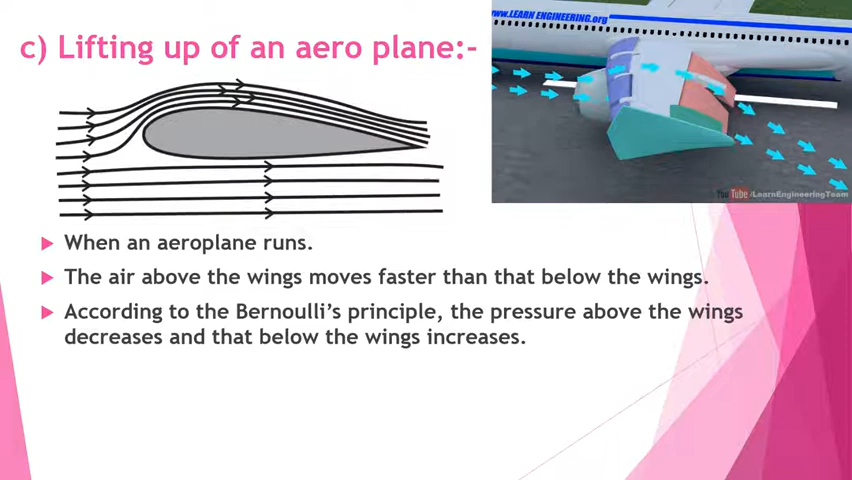 www.LEARN ENGINEERING.org
c) Lifting up of an aero plane:-
You Tube /LearnEngineeringTeam
When an aeroplane runs.
The air above the wings moves faster than that below the wings.
According to the Bernoulli’s principle, the pressure above the wings
decreases and that below the wings increases.